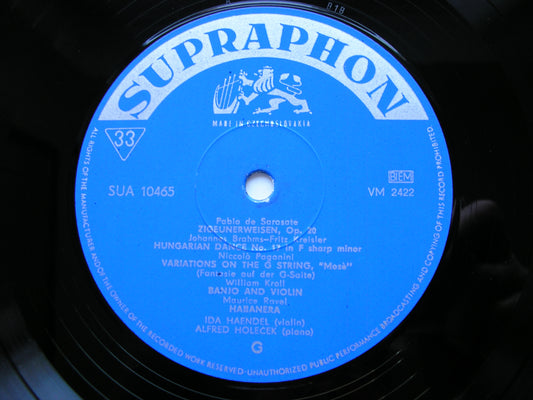 SUPRAPHON
MADE IN CZECHOSLOVAKIA
33
SUA 10465
BIEM
VM 2422
Pablo de Sarasate
ZIGEUNERWEISEN, Op. 20
Johannes Brahms–Fritz Kreisler
HUNGARIAN DANCE No. 17 in F sharp minor
Niccolò Paganini
VARIATIONS ON THE G STRING, "Mosè"
(Fantasie auf der G-Saite)
William Kroll
BANJO AND VIOLIN
Maurice Ravel
HABANERA
IDA HAENDEL (violin)
ALFRED HOLEČEK (piano)
G
ALL RIGHTS OF THE MANUFACTURER AND OF THE OWNER OF THE RECORDED WORK RESERVED·UNAUTHORIZED PUBLIC PERFORMANCE BROADCASTING AND COPYING OF THIS RECORD PROHIBITED